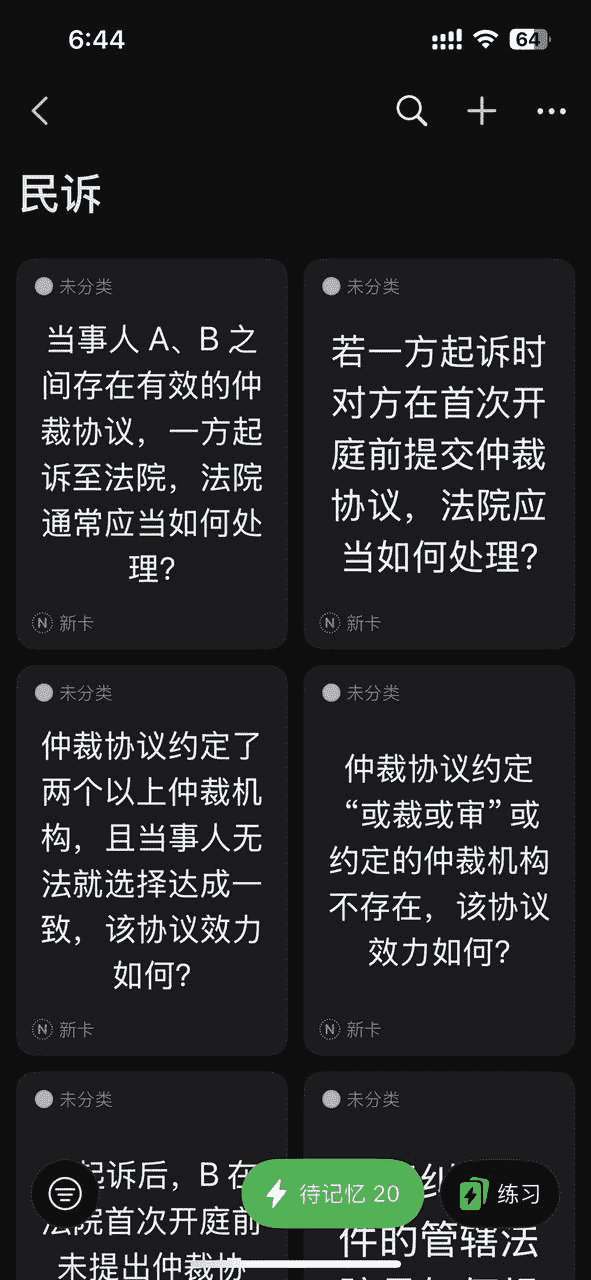 6:44
64
民诉
未分类
当事人 A、B 之
间存在有效的仲
裁协议，一方起
诉至法院，法院
通常应当如何处
理？
N 新卡
未分类
若一方起诉时
对方在首次开
庭前提交仲裁
协议，法院应
当如何处理？
N 新卡
未分类
仲裁协议约定了
两个以上仲裁机
构，且当事人无
法就选择达成一
致，该协议效力
如何？
N 新卡
未分类
仲裁协议约定
“或裁或审” 或
约定的仲裁机构
不存在，该协议
效力如何？
N 新卡
未分类
起诉后，B 在
法院首次开庭前
未提出仲裁协
未分类
纠
件的管辖法
待记忆 20
练习